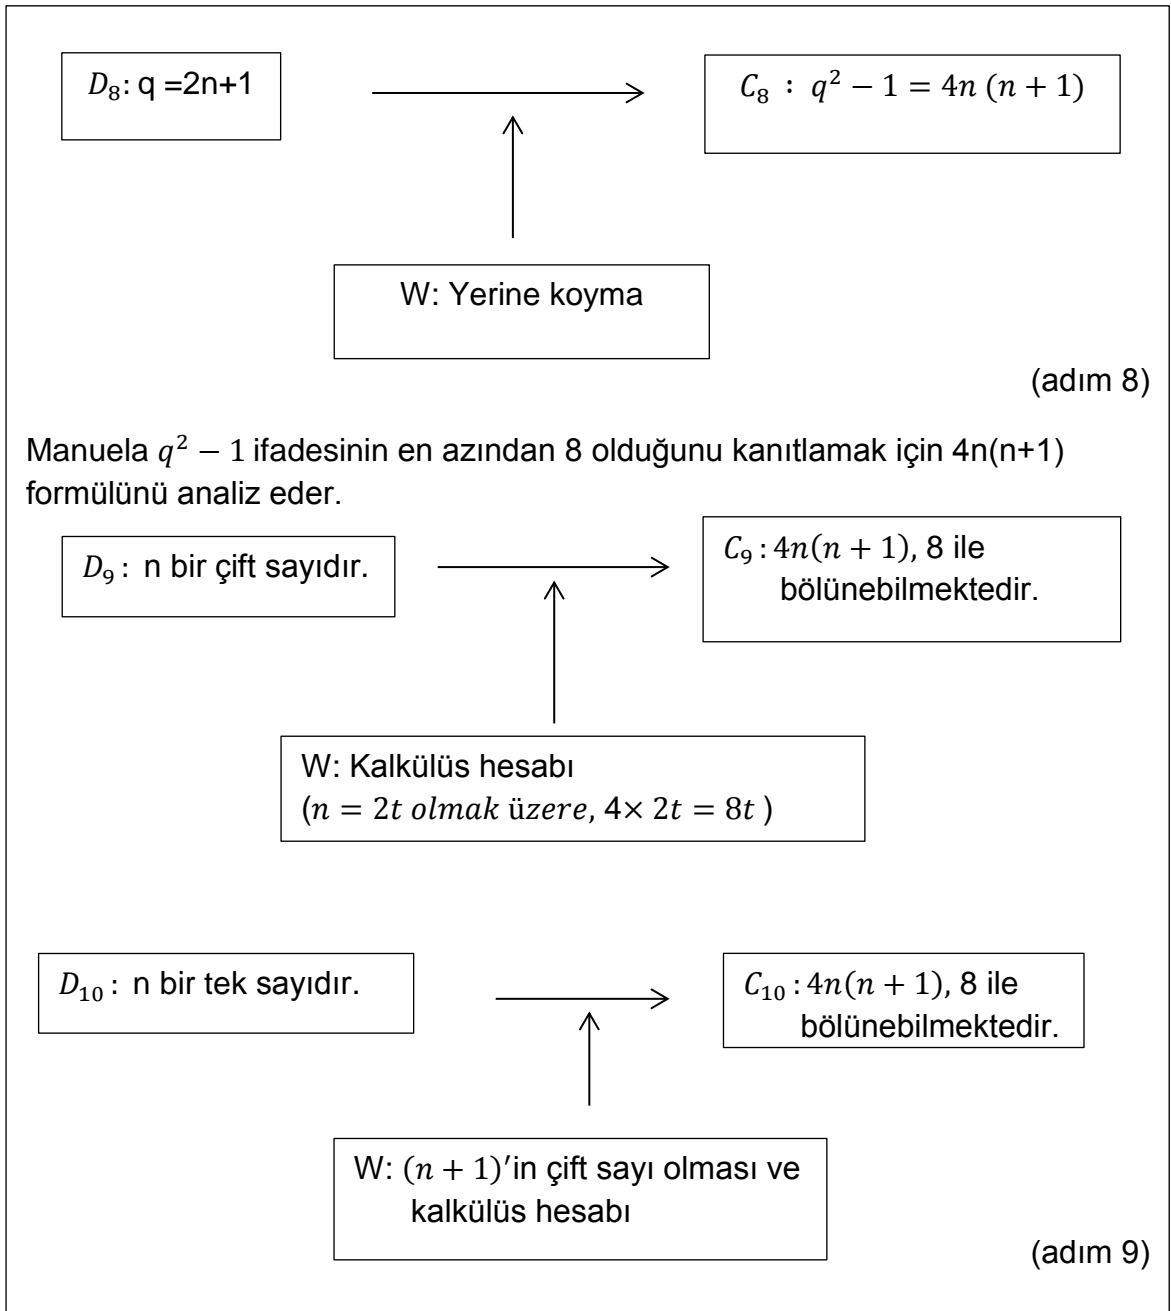 D₈: q =2n+1
C₈ : q² − 1 = 4n (n + 1)
W: Yerine koyma
(adım 8)
Manuela q² − 1 ifadesinin en azından 8 olduğunu kanıtlamak için 4n(n+1)
formülünü analiz eder.
D₉ : n bir çift sayıdır.
C₉ : 4n(n + 1), 8 ile
bölünebilmektedir.
W: Kalkülüs hesabı
(n = 2t olmak üzere, 4× 2t = 8t )
D₁₀ : n bir tek sayıdır.
C₁₀ : 4n(n + 1), 8 ile
bölünebilmektedir.
W: (n + 1)′in çift sayı olması ve
kalkülüs hesabı
(adım 9)